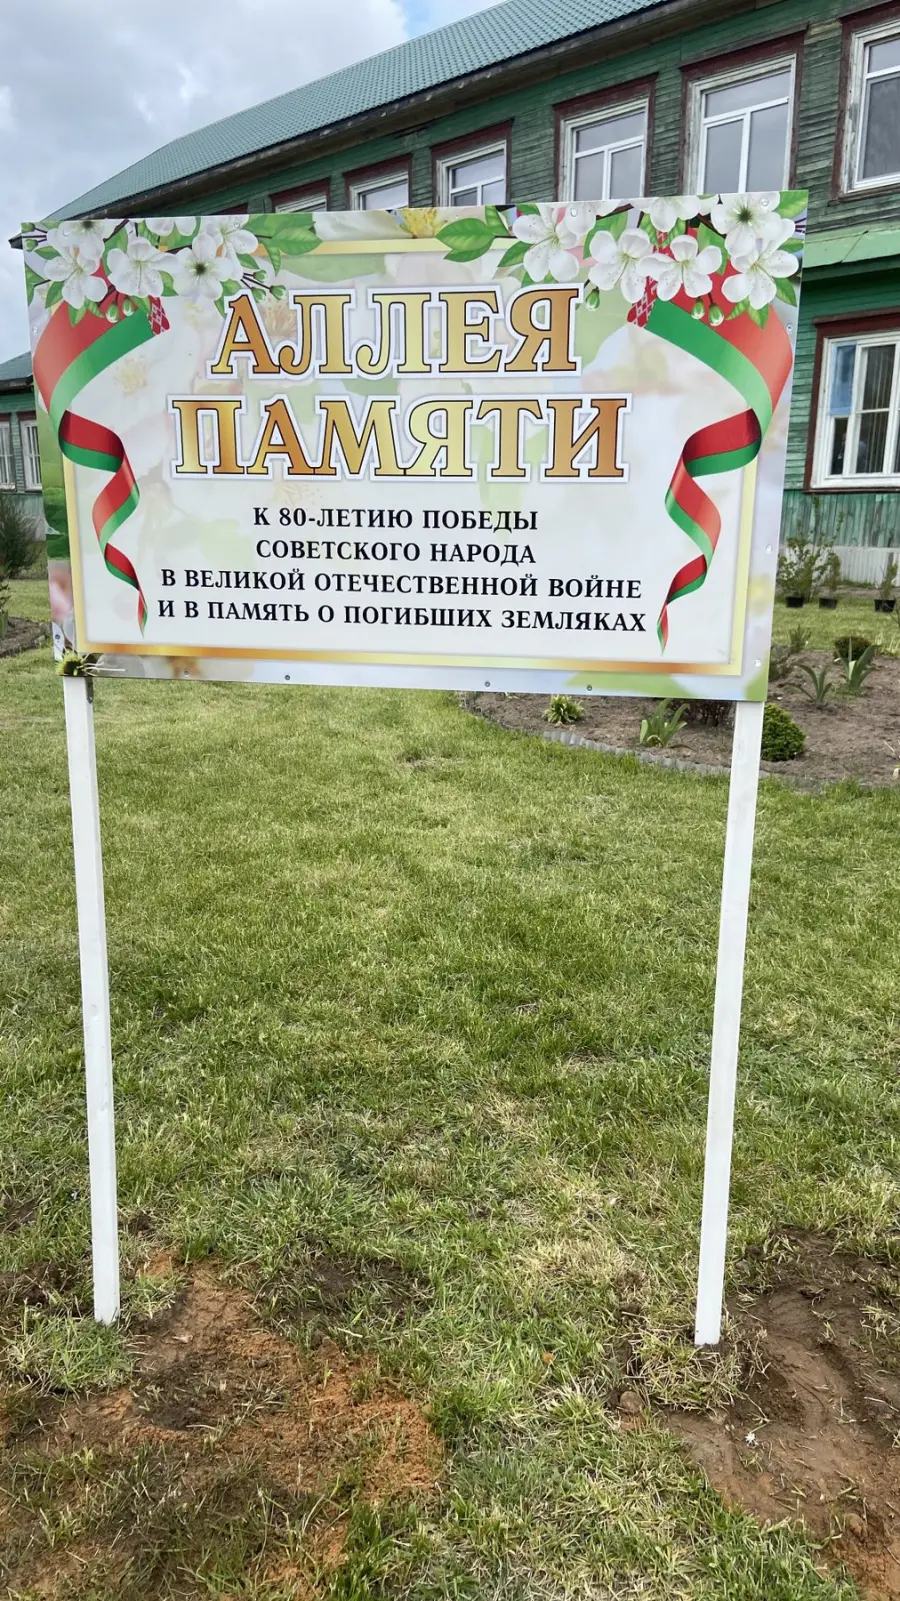 АЛЛЕЯ
ПАМЯТИ
К 80-ЛЕТИЮ ПОБЕДЫ
СОВЕТСКОГО НАРОДА
В ВЕЛИКОЙ ОТЕЧЕСТВЕННОЙ ВОЙНЕ
И В ПАМЯТЬ О ПОГИБШИХ ЗЕМЛЯКАХ